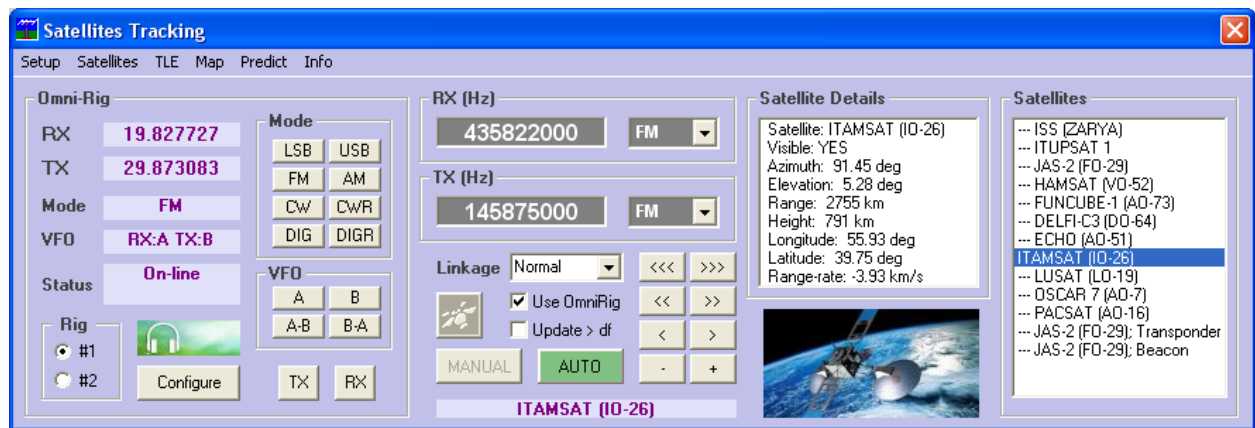 Satellites Tracking
Setup Satellites TLE Map Predict Info
Omni-Rig
RX 19.827727
TX 29.873083
Mode FM
VFO RX:A TX:B
Status On-line
Rig
#1
#2
Configure
Mode
LSB USB
FM AM
CW CWR
DIG DIGR
VFO
A B
A-B B-A
TX RX
RX (Hz)
435822000 FM
TX (Hz)
145875000 FM
Linkage Normal <<< >>>
Use OmniRig << >>
Update > df < >
MANUAL AUTO - +
ITAMSAT (IO-26)
Satellite Details
Satellite: ITAMSAT (IO-26)
Visible: YES
Azimuth: 91.45 deg
Elevation: 5.28 deg
Range: 2755 km
Height: 791 km
Longitude: 55.93 deg
Latitude: 39.75 deg
Range-rate: -3.93 km/s
Satellites
--- ISS (ZARYA)
--- ITUPSAT 1
--- JAS-2 (FO-29)
--- HAMSAT (VO-52)
--- FUNCUBE-1 (AO-73)
--- DELFI-C3 (DO-64)
--- ECHO (AO-51)
ITAMSAT (IO-26)
--- LUSAT (LO-19)
--- OSCAR 7 (AO-7)
--- PACSAT (AO-16)
--- JAS-2 (FO-29); Transponder
--- JAS-2 (FO-29); Beacon